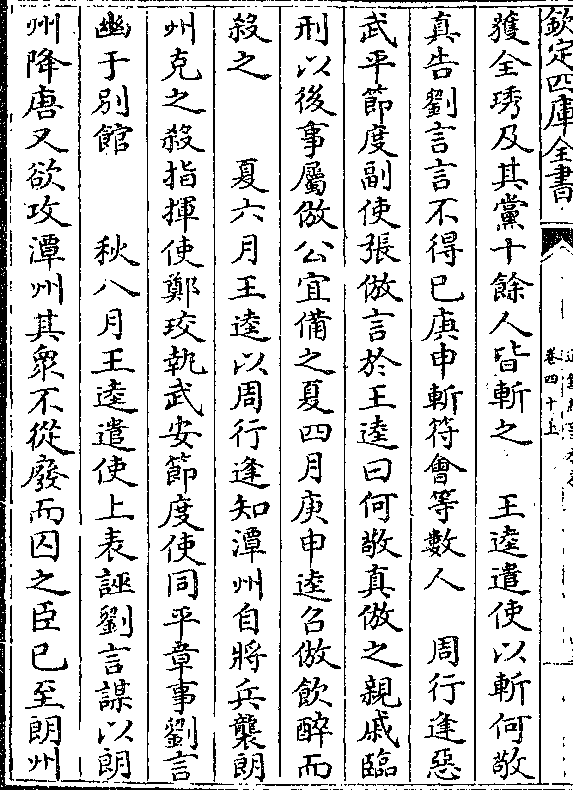 欽定四庫全書
卷四十五
獲全琇及其黨十餘人皆斬之　王逵遣使以斬何敬
真告劉言言不得已庚申斬符會等數人　周行逢惡
武平節度副使張倣言於王逵曰何敬真倣之親戚臨
刑以後事屬倣公宜備之夏四月庚申逵召倣飲醉而
殺之　夏六月王逵以周行逢知潭州自將兵襲朗
州克之殺指揮使鄭珓執武安節度使同平章事劉言
幽于別館　秋八月王逵遣使上表誣劉言謀以朗
州降唐又欲攻潭州其衆不從廢而囚之臣已至朗州